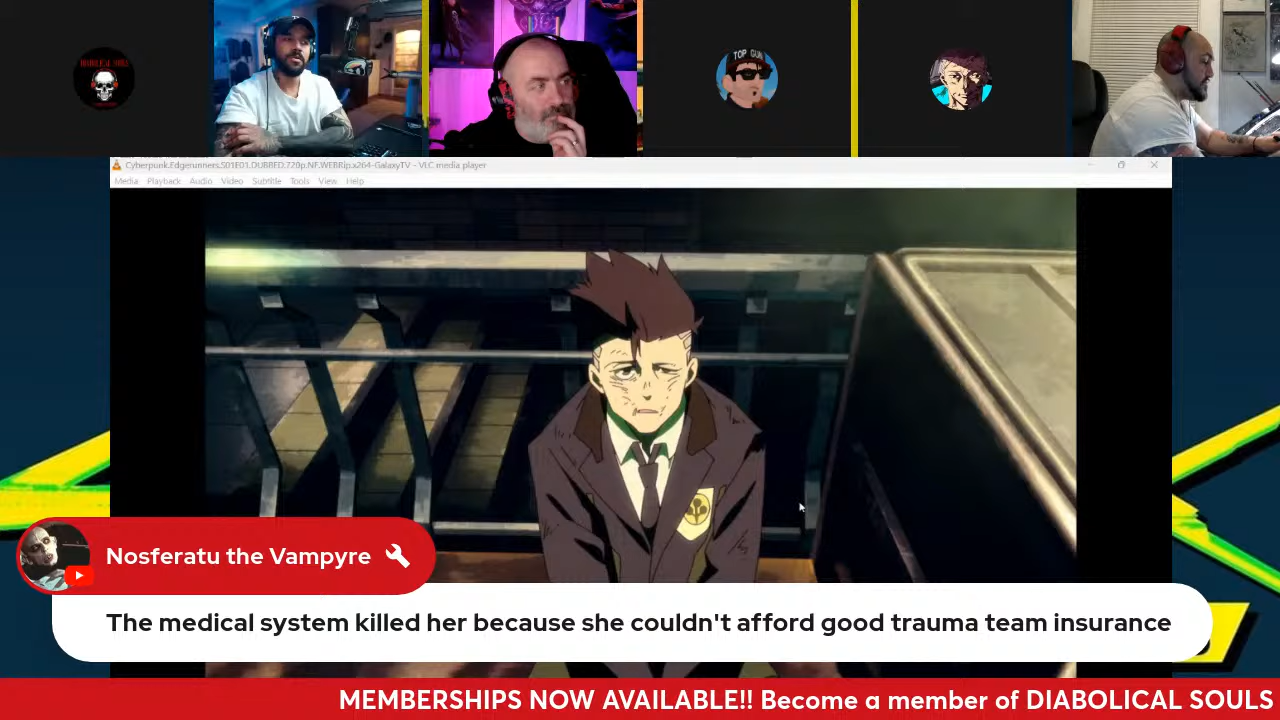 DIABOLICAL SOULS
TOP GUN
Cyberpunk.Edgerunners.S01E01.DUBBED.720p.NF.WEBRip.x264-GalaxyTV - VLC media player
Media Playback Audio Video Subtitle Tools View Help
Nosferatu the Vampyre
The medical system killed her because she couldn't afford good trauma team insurance
MEMBERSHIPS NOW AVAILABLE!! Become a member of DIABOLICAL SOULS